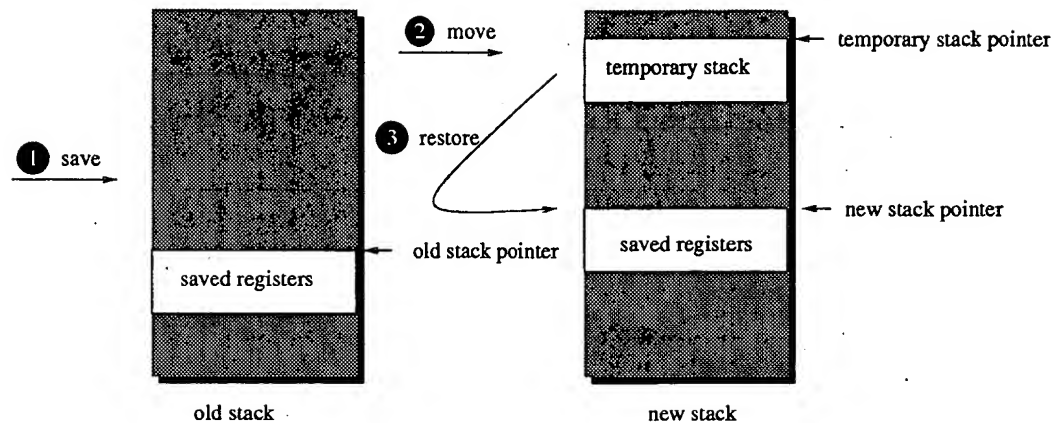 2 move
temporary stack pointer
temporary stack
3 restore
1 save
new stack pointer
old stack pointer
saved registers
saved registers
old stack
new stack